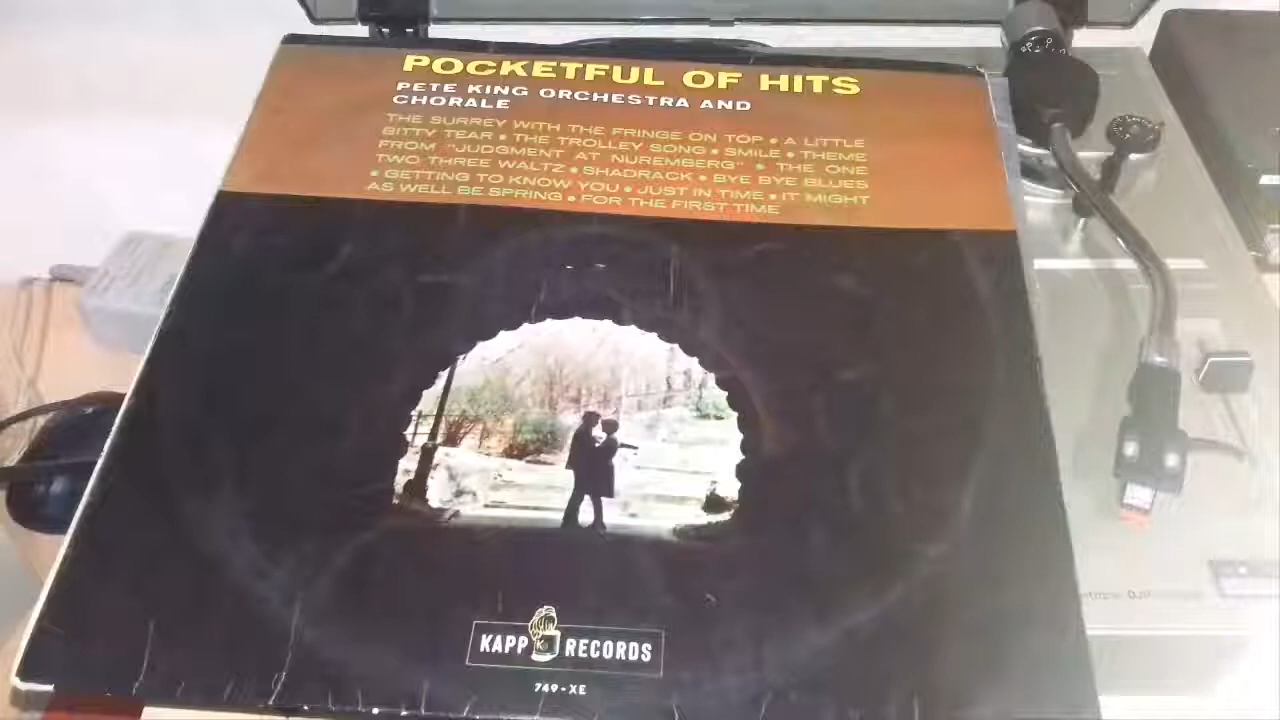 POCKETFUL OF HITS
PETE KING ORCHESTRA AND
CHORALE
THE SURREY WITH THE FRINGE ON TOP • A LITTLE
BITTY TEAR • THE TROLLEY SONG • SMILE • THEME
FROM "JUDGMENT AT NUREMBERG" • THE ONE
TWO THREE WALTZ • SHADRACK • BYE BYE BLUES
• GETTING TO KNOW YOU • JUST IN TIME • IT MIGHT
AS WELL BE SPRING • FOR THE FIRST TIME
KAPP RECORDS
749-XE